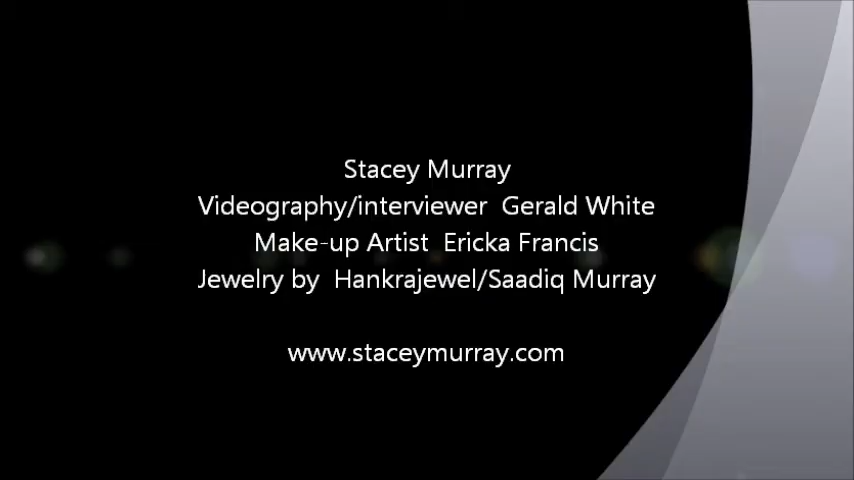 Stacey Murray
Videography/interviewer Gerald White
Make-up Artist Ericka Francis
Jewelry by Hankrajewel/Saadiq Murray
www.staceymurray.com